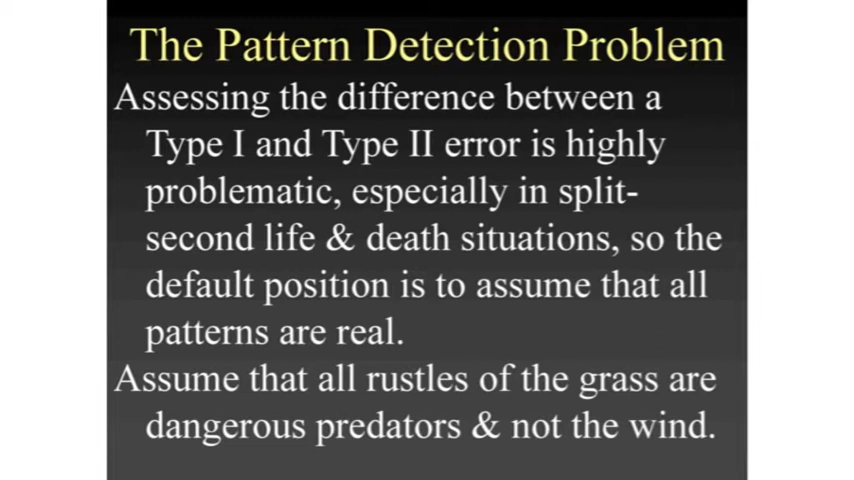 The Pattern Detection Problem
Assessing the difference between a
Type I and Type II error is highly
problematic, especially in split-
second life & death situations, so the
default position is to assume that all
patterns are real.
Assume that all rustles of the grass are
dangerous predators & not the wind.